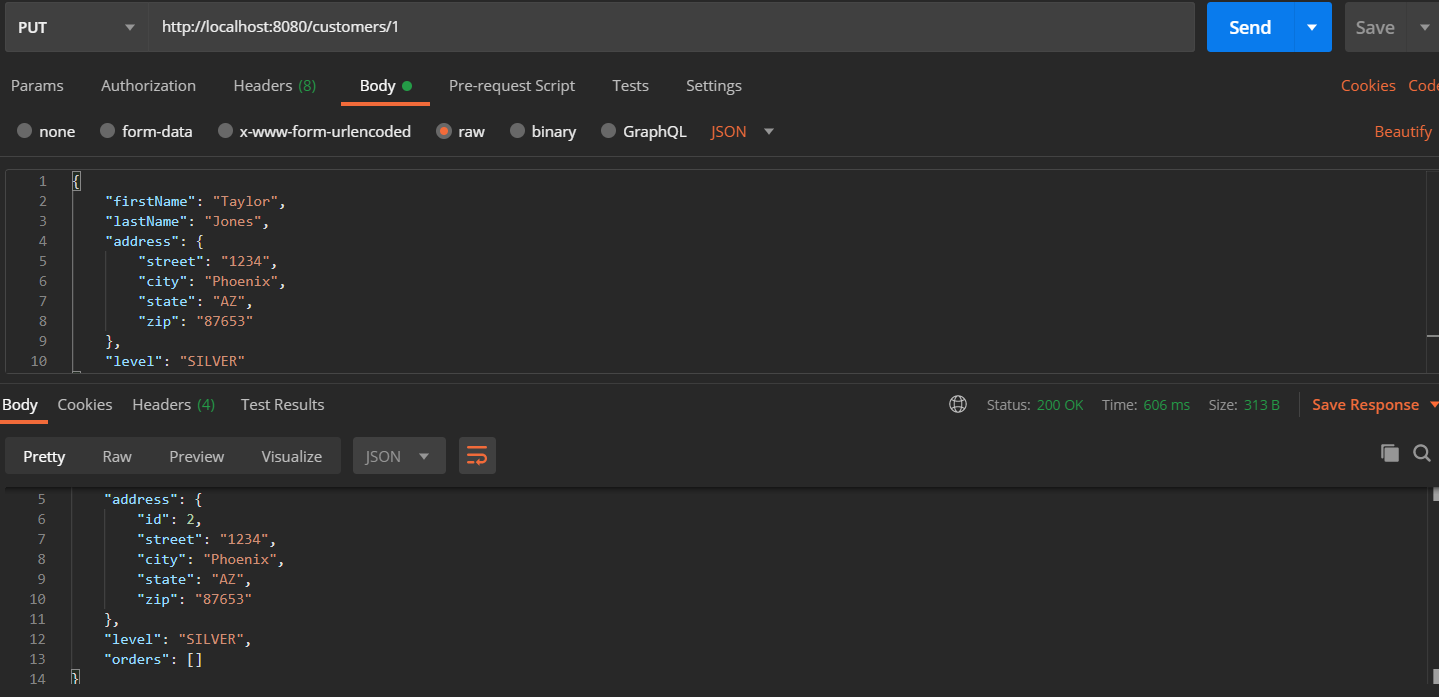 PUT http://localhost:8080/customers/1 Send Save
Params Authorization Headers (8) Body Pre-request Script Tests Settings Cookies
none form-data x-www-form-urlencoded raw binary GraphQL JSON Beautify
1 {
2 "firstName": "Taylor",
3 "lastName": "Jones",
4 "address": {
5 "street": "1234",
6 "city": "Phoenix",
7 "state": "AZ",
8 "zip": "87653"
9 },
10 "level": "SILVER"
Body Cookies Headers (4) Test Results Status: 200 OK Time: 606 ms Size: 313 B Save Response
Pretty Raw Preview Visualize JSON
5 "address": {
6 "id": 2,
7 "street": "1234",
8 "city": "Phoenix",
9 "state": "AZ",
10 "zip": "87653"
11 },
12 "level": "SILVER",
13 "orders": []
14 }